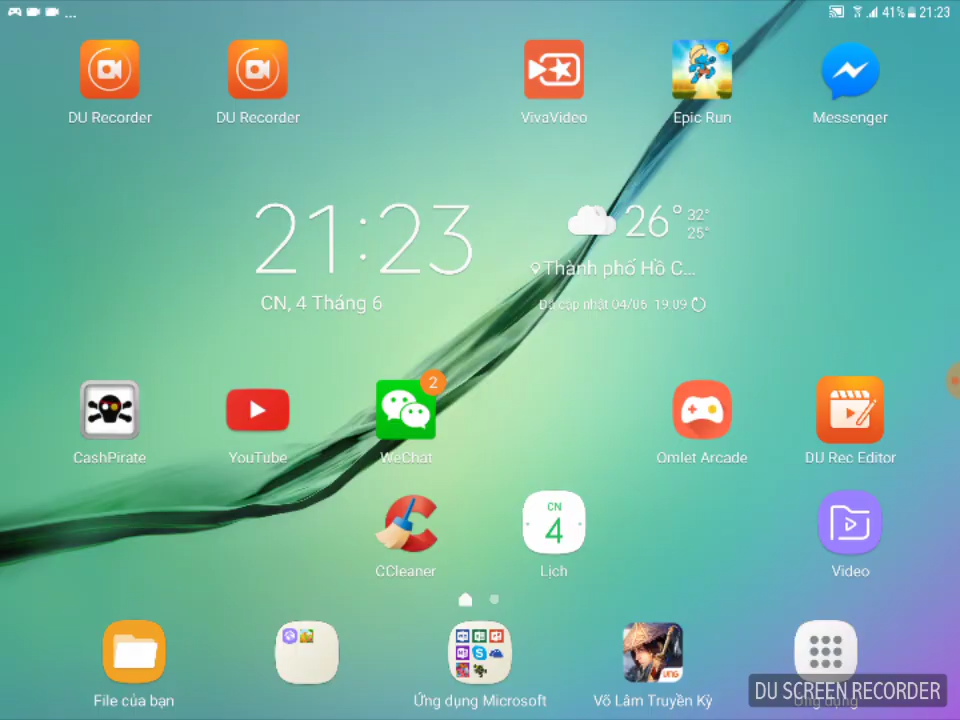 ...
41% 21:23
DU Recorder
DU Recorder
VivaVideo
Epic Run
Messenger
21:23
CN, 4 Tháng 6
26° 32° 25°
Thành phố Hồ C...
Đã cập nhật 04/06 19:09
CashPirate
YouTube
2
WeChat
Omlet Arcade
DU Rec Editor
CCleaner
CN
4
Lịch
Video
File của bạn
Ứng dụng Microsoft
Võ Lâm Truyền Kỳ
Ứng dụng
DU SCREEN RECORDER